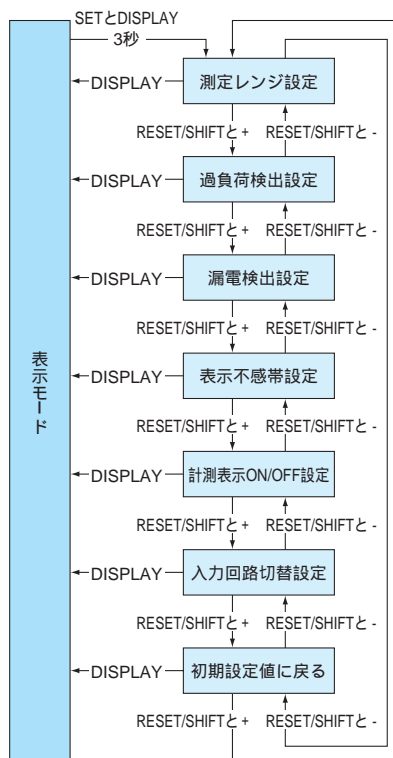 SETとDISPLAY
3秒
DISPLAY
測定レンジ設定
RESET/SHIFTと+ RESET/SHIFTと -
DISPLAY
過負荷検出設定
RESET/SHIFTと+ RESET/SHIFTと -
DISPLAY
漏電検出設定
RESET/SHIFTと+ RESET/SHIFTと -
表示モード
DISPLAY
表示不感帯設定
RESET/SHIFTと+ RESET/SHIFTと -
DISPLAY
計測表示ON/OFF設定
RESET/SHIFTと+ RESET/SHIFTと -
DISPLAY
入力回路切替設定
RESET/SHIFTと+ RESET/SHIFTと -
DISPLAY
初期設定値に戻る
RESET/SHIFTと+ RESET/SHIFTと -